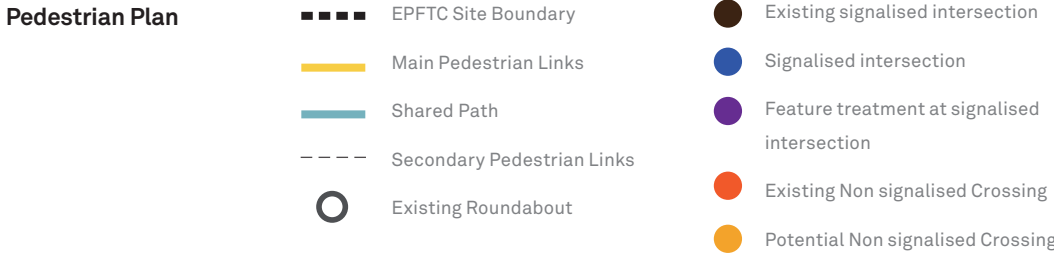 Pedestrian Plan
EPFTC Site Boundary
Main Pedestrian Links
Shared Path
Secondary Pedestrian Links
Existing Roundabout
Existing signalised intersection
Signalised intersection
Feature treatment at signalised
intersection
Existing Non signalised Crossing
Potential Non signalised Crossing